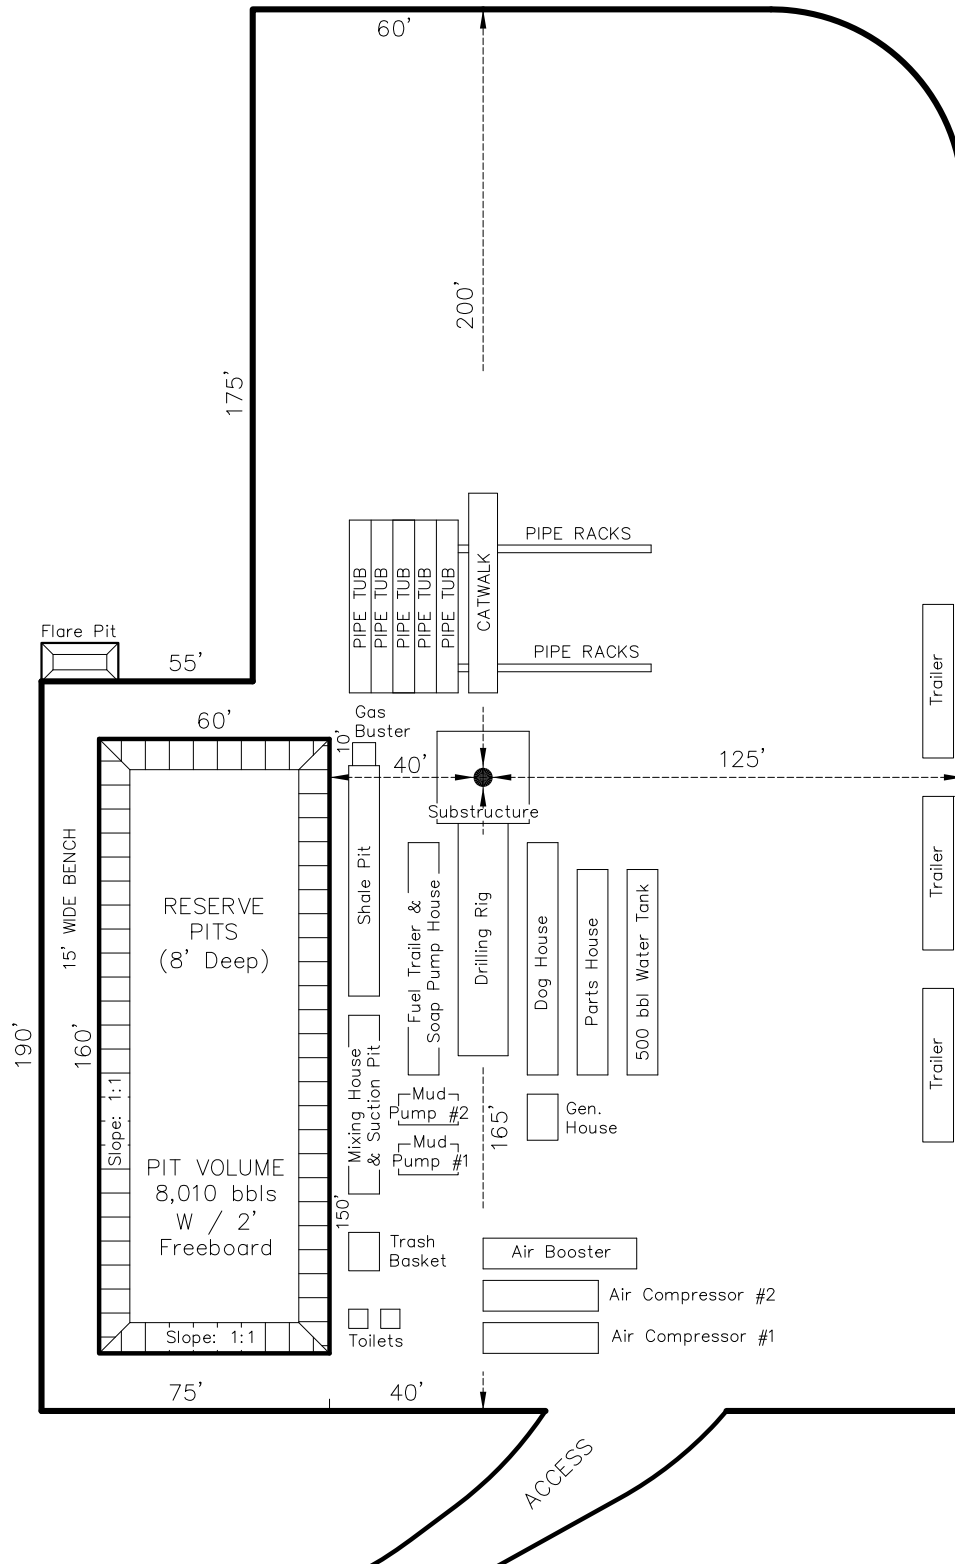 60'
200'
175'
PIPE RACKS
PIPE TUB
PIPE TUB
PIPE TUB
PIPE TUB
PIPE TUB
CATWALK
PIPE RACKS
Flare Pit
55'
Trailer
60'
Gas
Buster
10'
40'
125'
Substructure
15' WIDE BENCH
RESERVE
PITS
(8' Deep)
Shale Pit
Fuel Trailer &
Soap Pump House
Drilling Rig
Dog House
Parts House
500 bbl Water Tank
Trailer
190'
160'
Slope: 1:1
Mixing House
& Suction Pit
Mud
Pump #2
Mud
Pump #1
165'
Gen.
House
Trailer
PIT VOLUME
8,010 bbls
W / 2'
Freeboard
150'
Trash
Basket
Air Booster
Air Compressor #2
Toilets
Air Compressor #1
Slope: 1:1
75'
40'
ACCESS